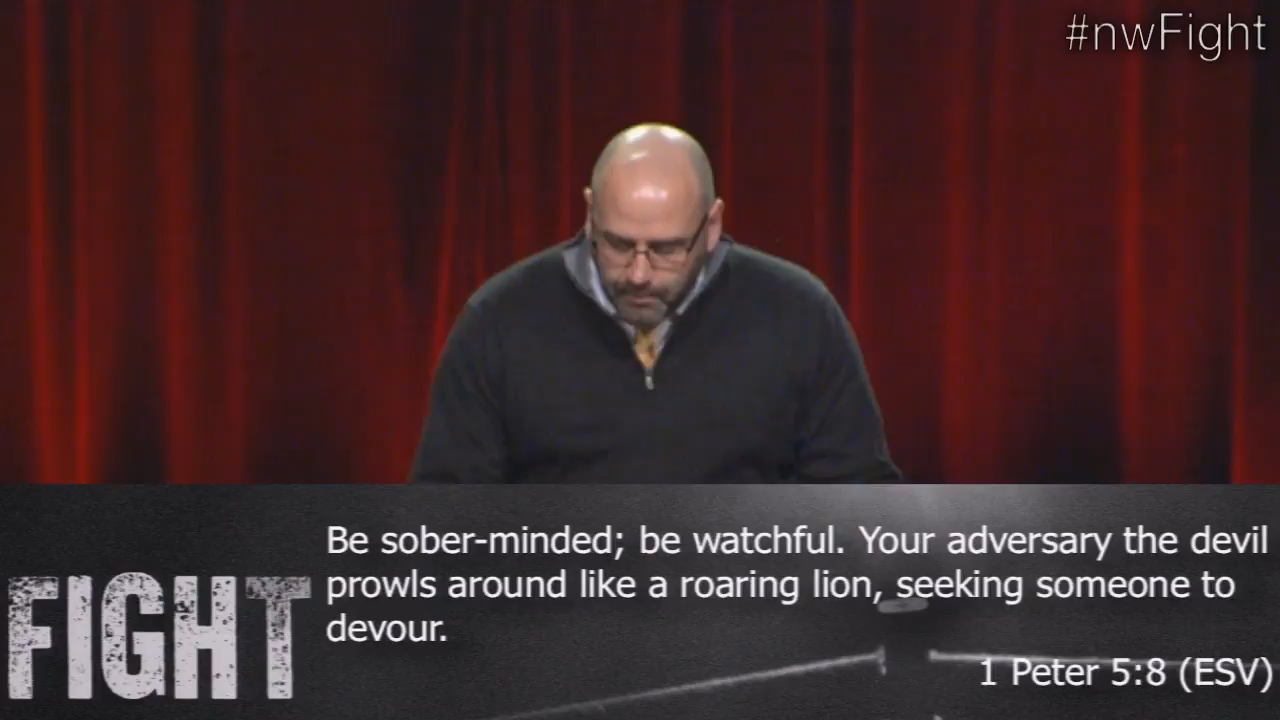 #nwFight
Be sober-minded; be watchful. Your adversary the devil
prowls around like a roaring lion, seeking someone to
devour.
FIGHT
1 Peter 5:8 (ESV)